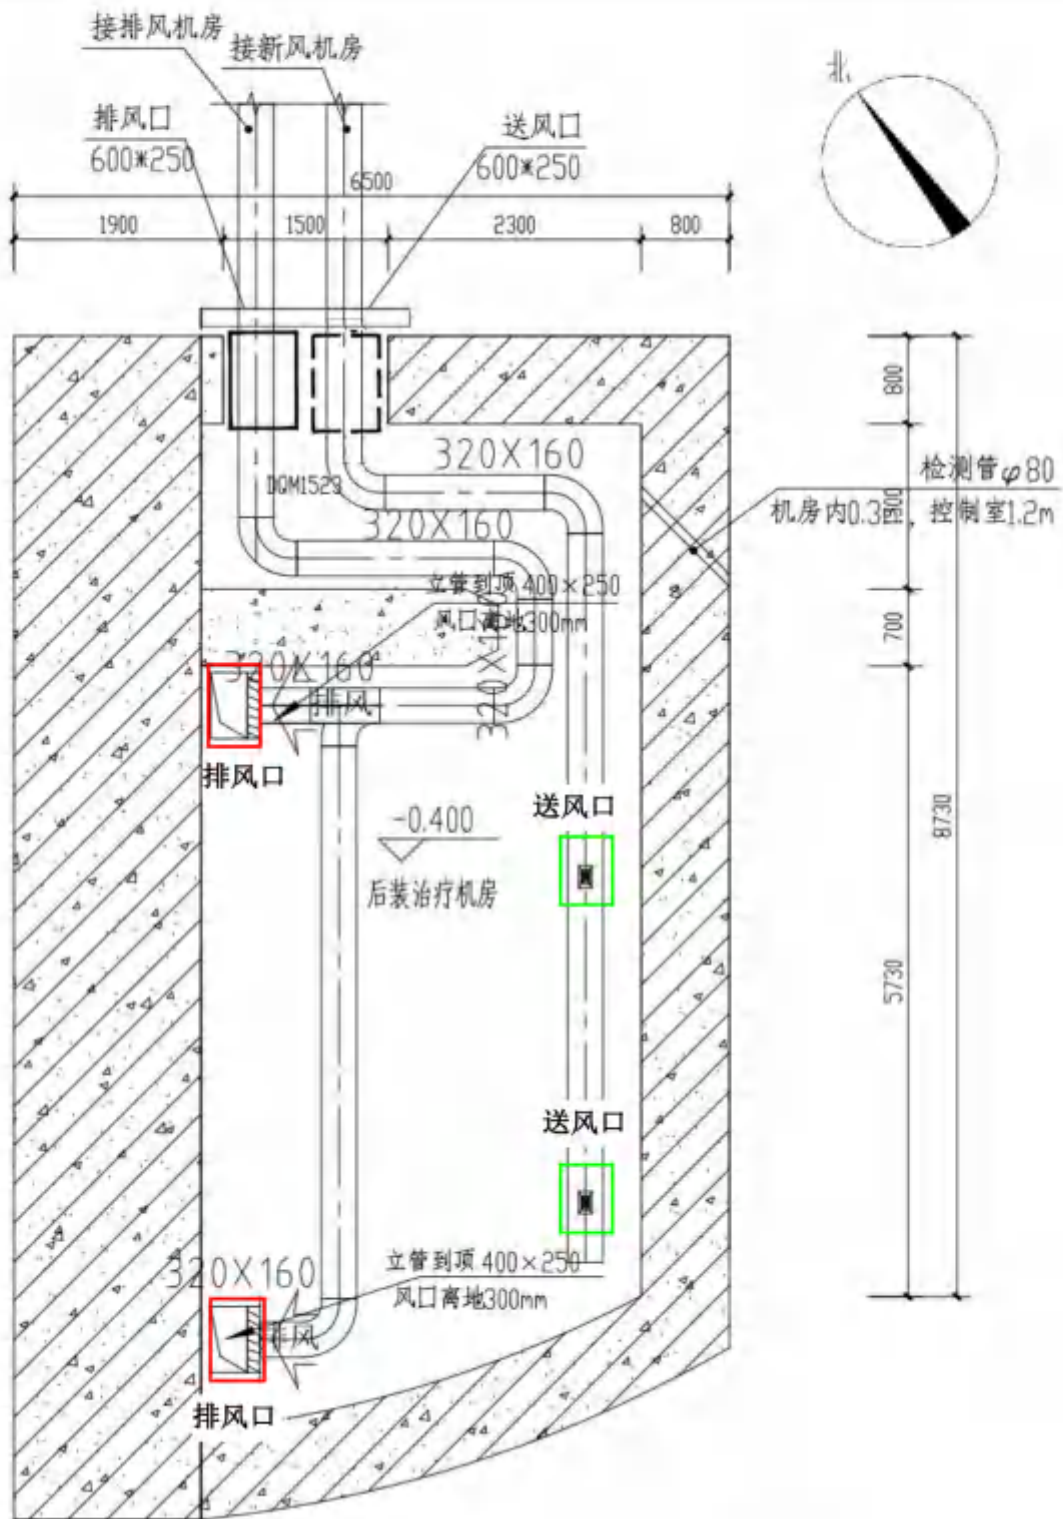 接排风机房
接新风机房
北
排风口
600*250
送风口
600*250
6500
1900
1500
2300
800
800
320X160
检测管φ80
DQM1523
机房内0.3m, 控制室1.2m
320X160
立管到顶 400×250
风口离地300mm
700
320X160
320X160
排风
排风口
送风口
-0.400
8730
后装治疗机房
5730
送风口
320X160
立管到顶 400×250
风口离地300mm
排风
排风口